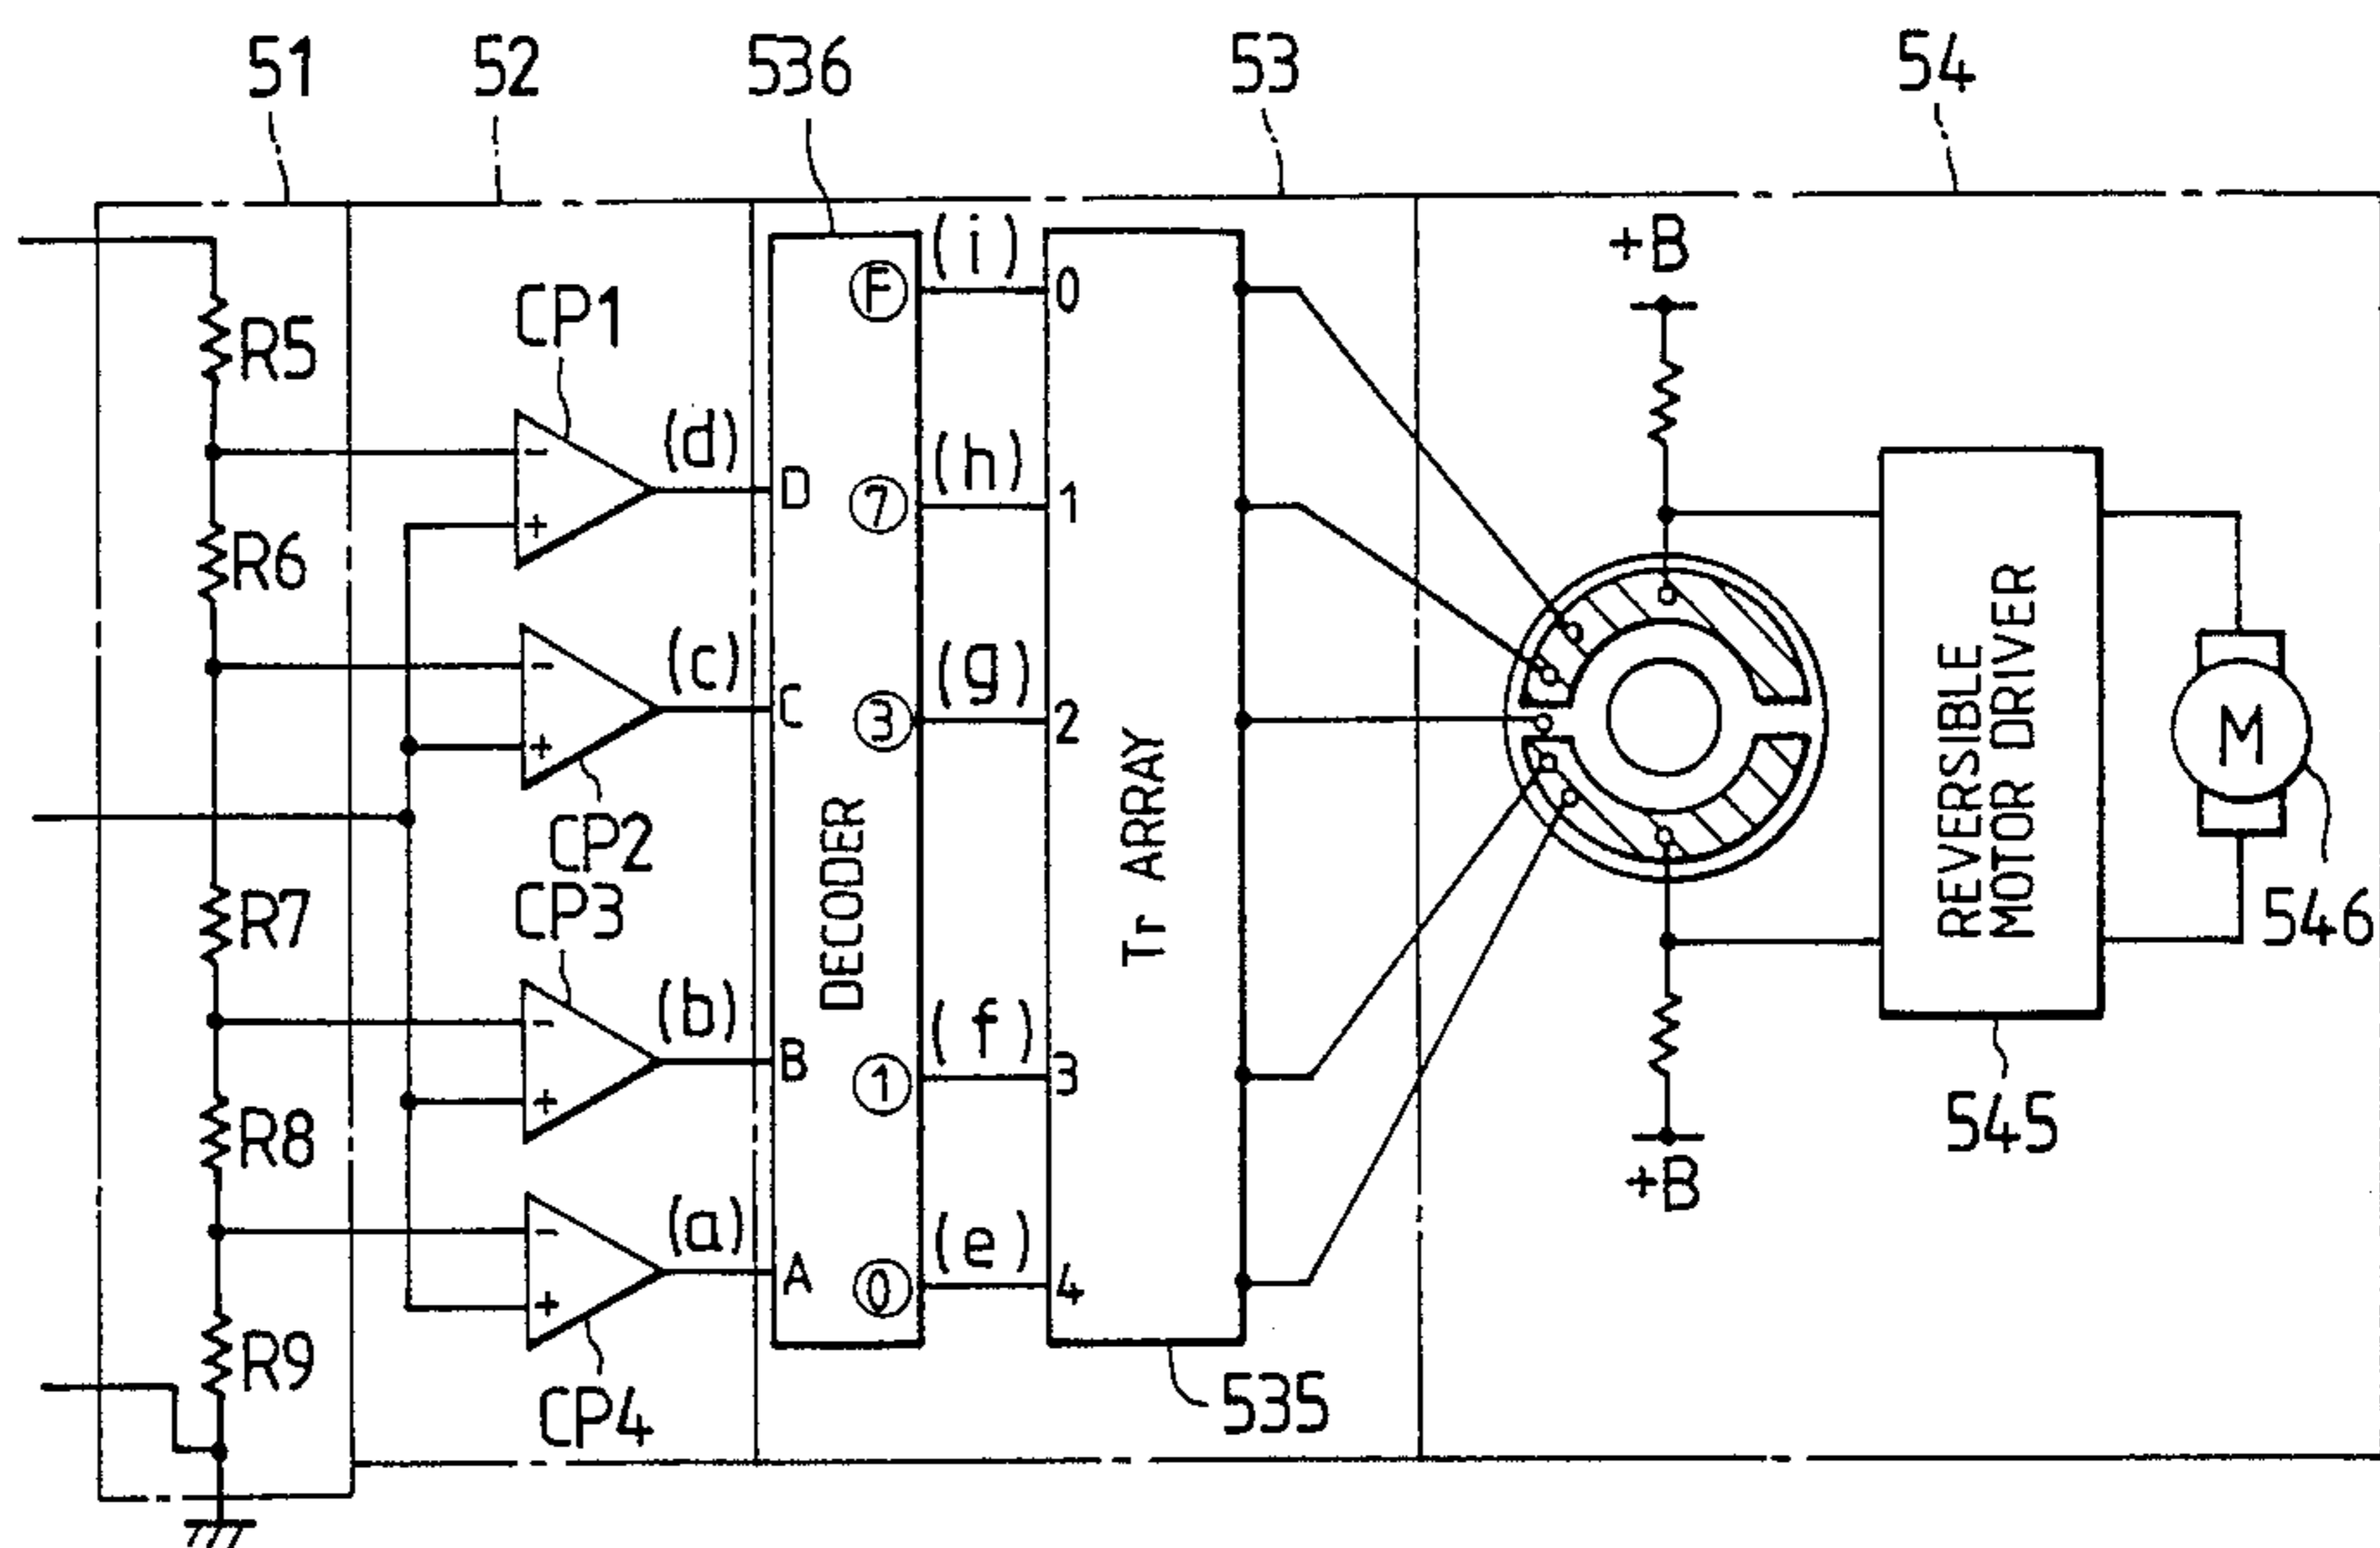 51 52 536 53 54
(i)
+B
F
0
CP1
R5
(d)
(h)
D
7
1
R6
(c)
(g)
C
3
2
CP2
DECODER
Tr ARRAY
REVERSIBLE
MOTOR DRIVER
M
CP3
R7
546
(b)
(f)
B
1
3
R8
545
+B
(a)
(e)
A
0
4
R9
CP4
535
- + - + - + - +